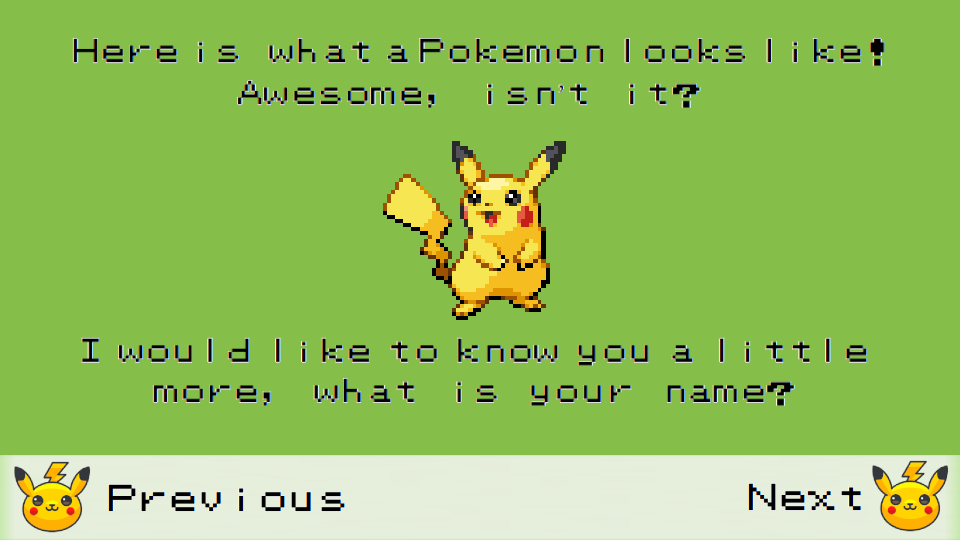 Here is what a Pokemon looks like!
Awesome, isn't it?
I would like to know you a little
more, what is your name?
Previous
Next